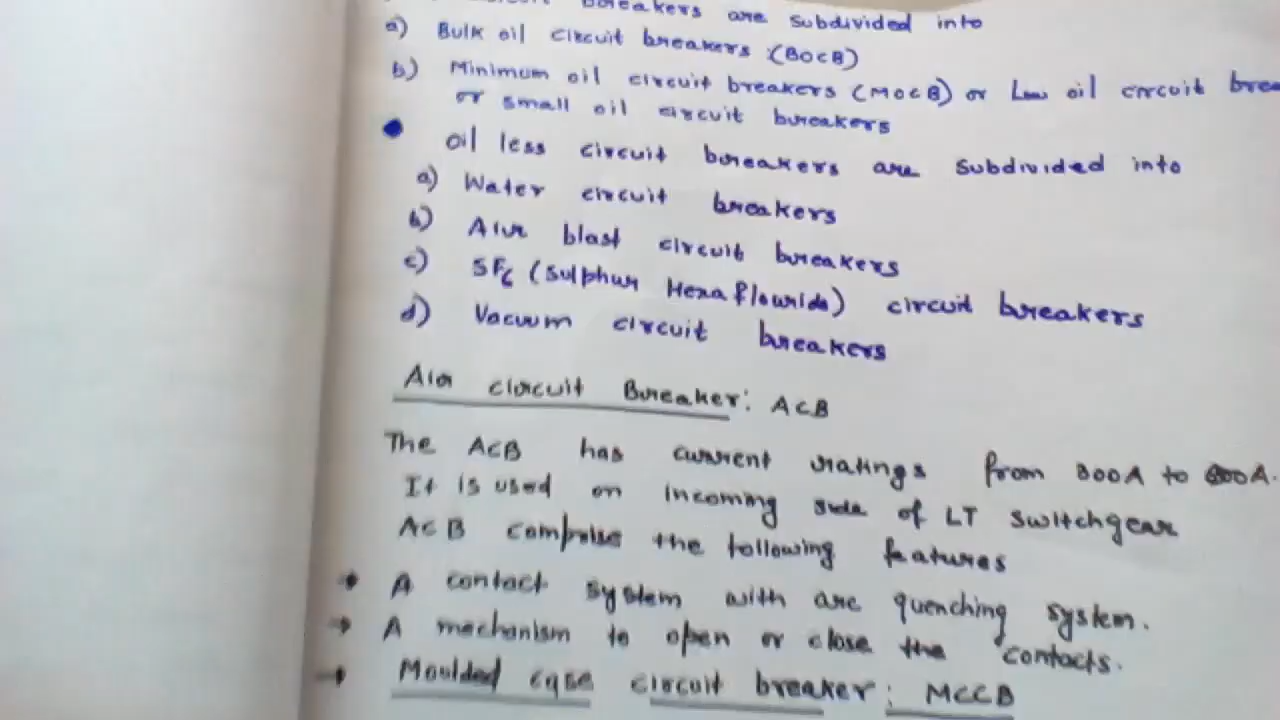 breakers are subdivided into
a) Bulk oil circuit breakers (BOCB)
b) Minimum oil circuit breakers (MOCB) or Low oil circuit brea
or small oil circuit breakers
oil less circuit breakers are subdivided into
a) Water circuit breakers
b) Air blast circuit breakers
c) SF6 (Sulphur Hexaflouride) circuit breakers
d) Vacuum circuit breakers
Air circuit Breaker: ACB
The ACB has current ratings from 800A to
It is used on incoming side of LT switchgear
ACB comprise the following features
→ A contact system with arc quenching system.
→ A mechanism to open or close the contacts.
→ Moulded case circuit breaker: MCCB